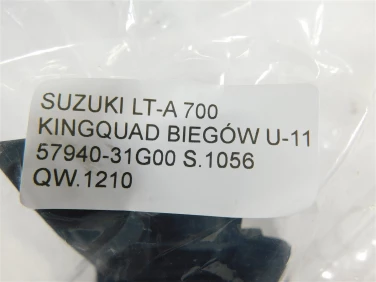 SUZUKI LT-A 700
KINGQUAD BIEGÓW U-11
57940-31G00 S.1056
QW.1210